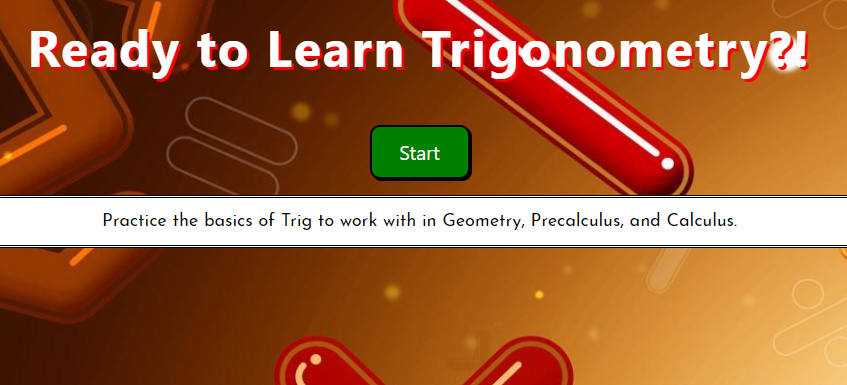 Ready to Learn Trigonometry?!
Start
Practice the basics of Trig to work with in Geometry, Precalculus, and Calculus.